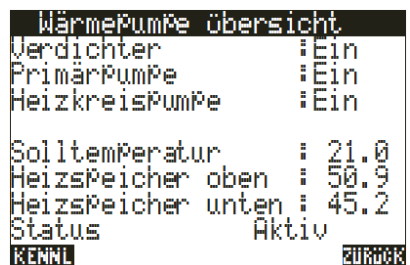 Wärmepumpe übersicht
Verdichter :Ein
Primärpumpe :Ein
Heizkreispumpe :Ein
Solltemperatur : 21.0
Heizspeicher oben : 50.9
Heizspeicher unten : 45.2
Status Aktiv
KENNL ZURÜCK